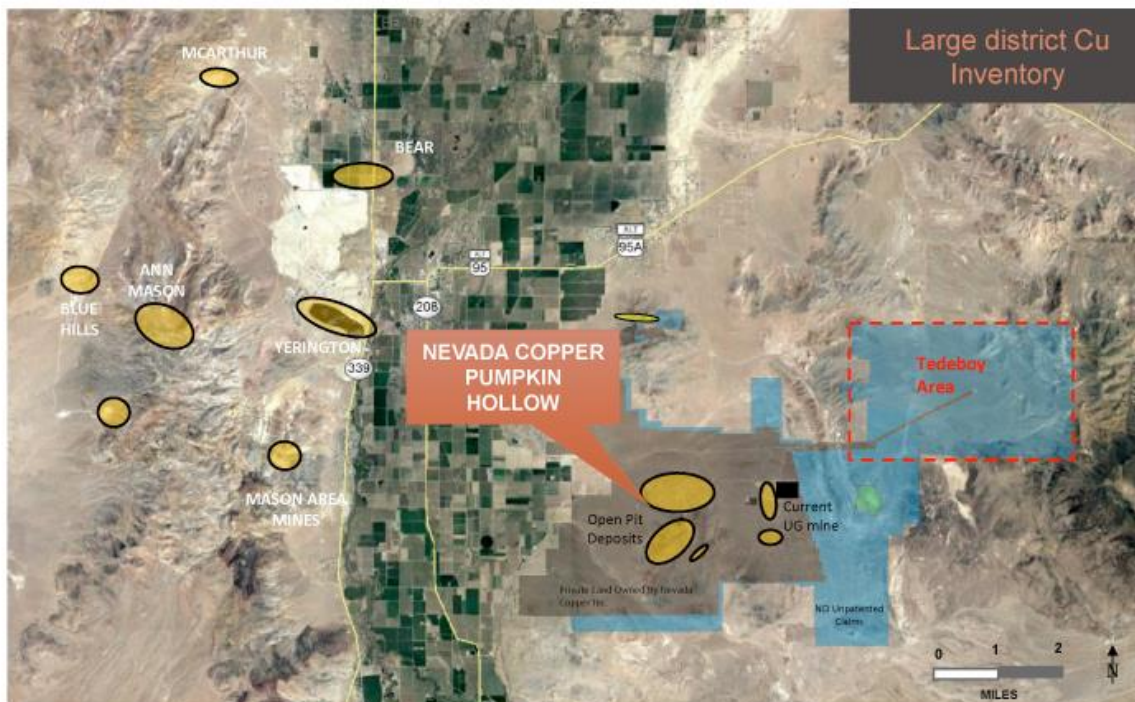 Large district Cu
Inventory
MCARTHUR
BEAR
ALT
95A
ALT
95
ANN
MASON
BLUE
HILLS
208
YERINGTON
339
NEVADA COPPER
PUMPKIN
HOLLOW
Tedeboy
Area
MASON AREA
MINES
Open Pit
Deposits
Current
UG mine
Private Land Owned By Nevada
Copper Inc.
Unpatented
Claims
0 1 2
MILES
N